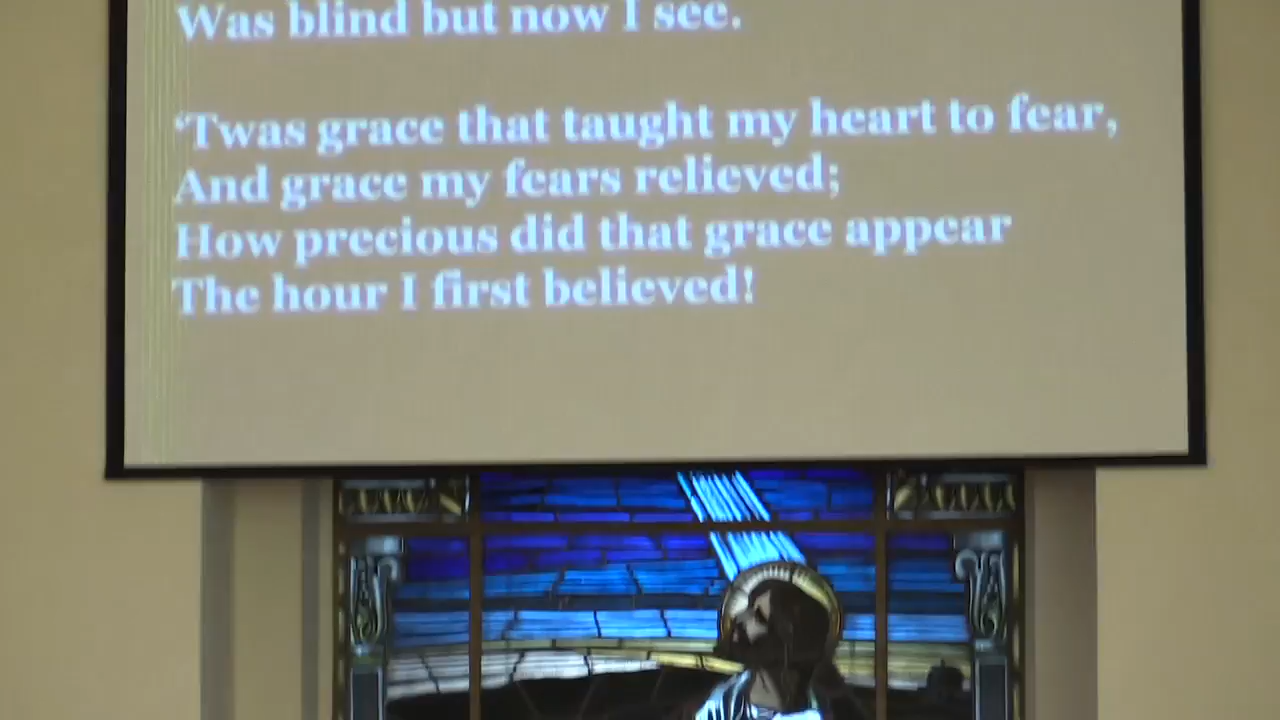 Was blind but now I see.
‘Twas grace that taught my heart to fear,
And grace my fears relieved;
How precious did that grace appear
The hour I first believed!